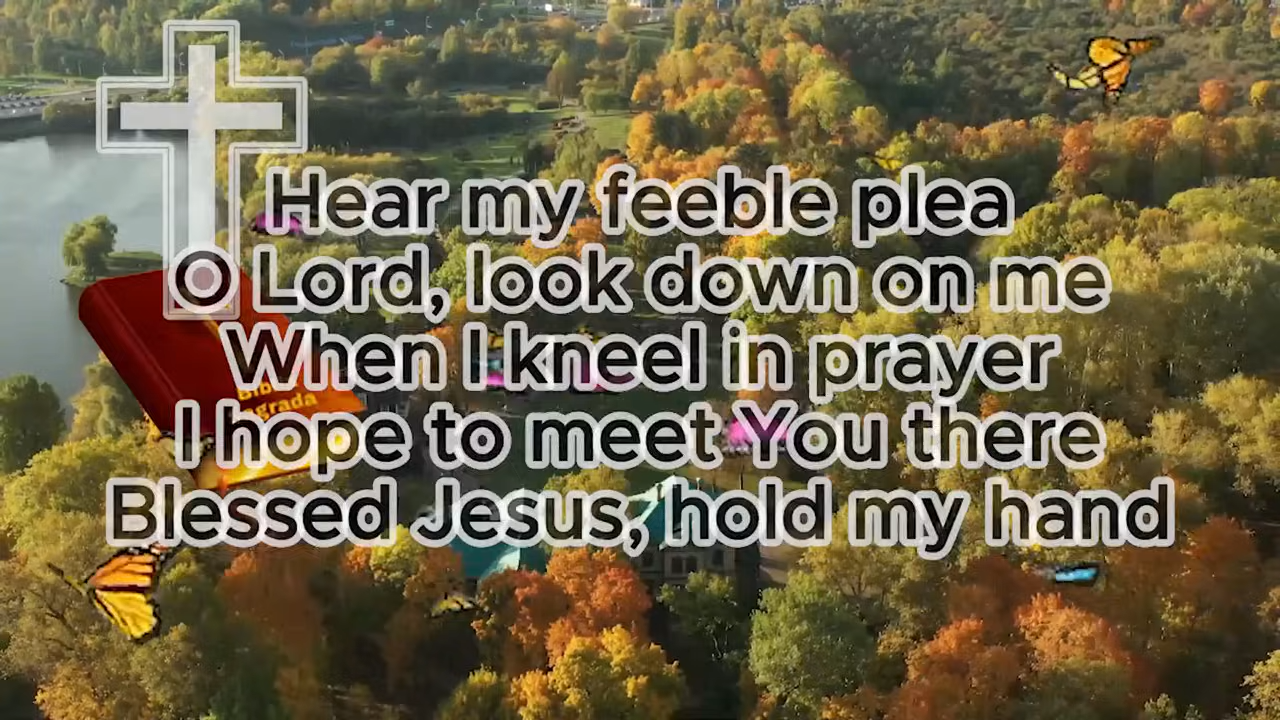 Hear my feeble plea
O Lord, look down on me
When I kneel in prayer
I hope to meet You there
Blessed Jesus, hold my hand